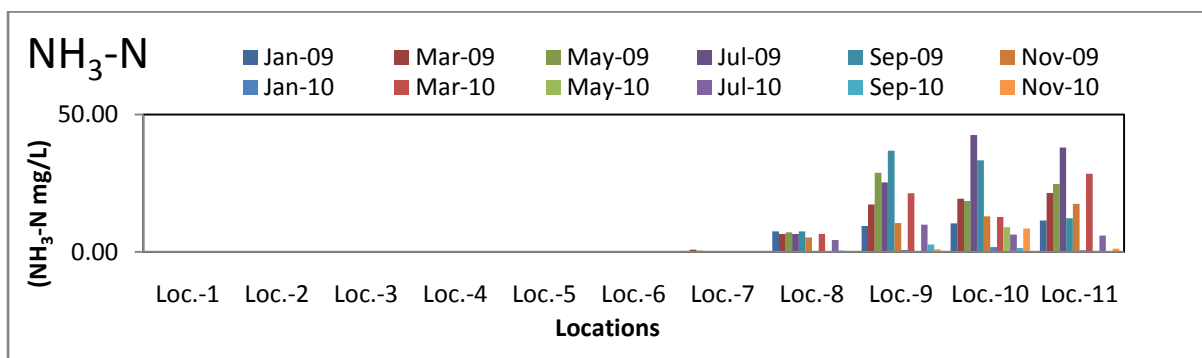 NH₃-N
Jan-09 Mar-09 May-09 Jul-09 Sep-09 Nov-09
Jan-10 Mar-10 May-10 Jul-10 Sep-10 Nov-10
50.00
0.00
(NH₃-N mg/L)
Loc.-1 Loc.-2 Loc.-3 Loc.-4 Loc.-5 Loc.-6 Loc.-7 Loc.-8 Loc.-9 Loc.-10 Loc.-11
Locations